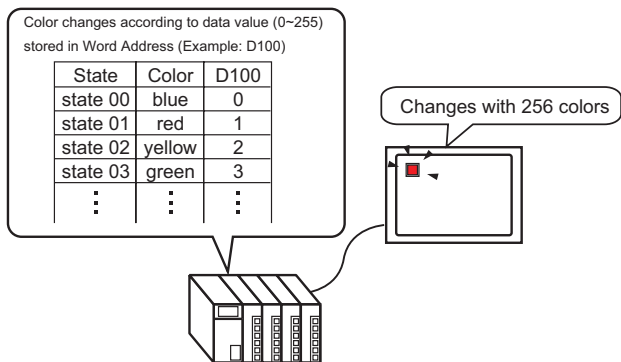 Color changes according to data value (0~255)
stored in Word Address (Example: D100)
State Color D100
state 00 blue 0
state 01 red 1
state 02 yellow 2
state 03 green 3
Changes with 256 colors